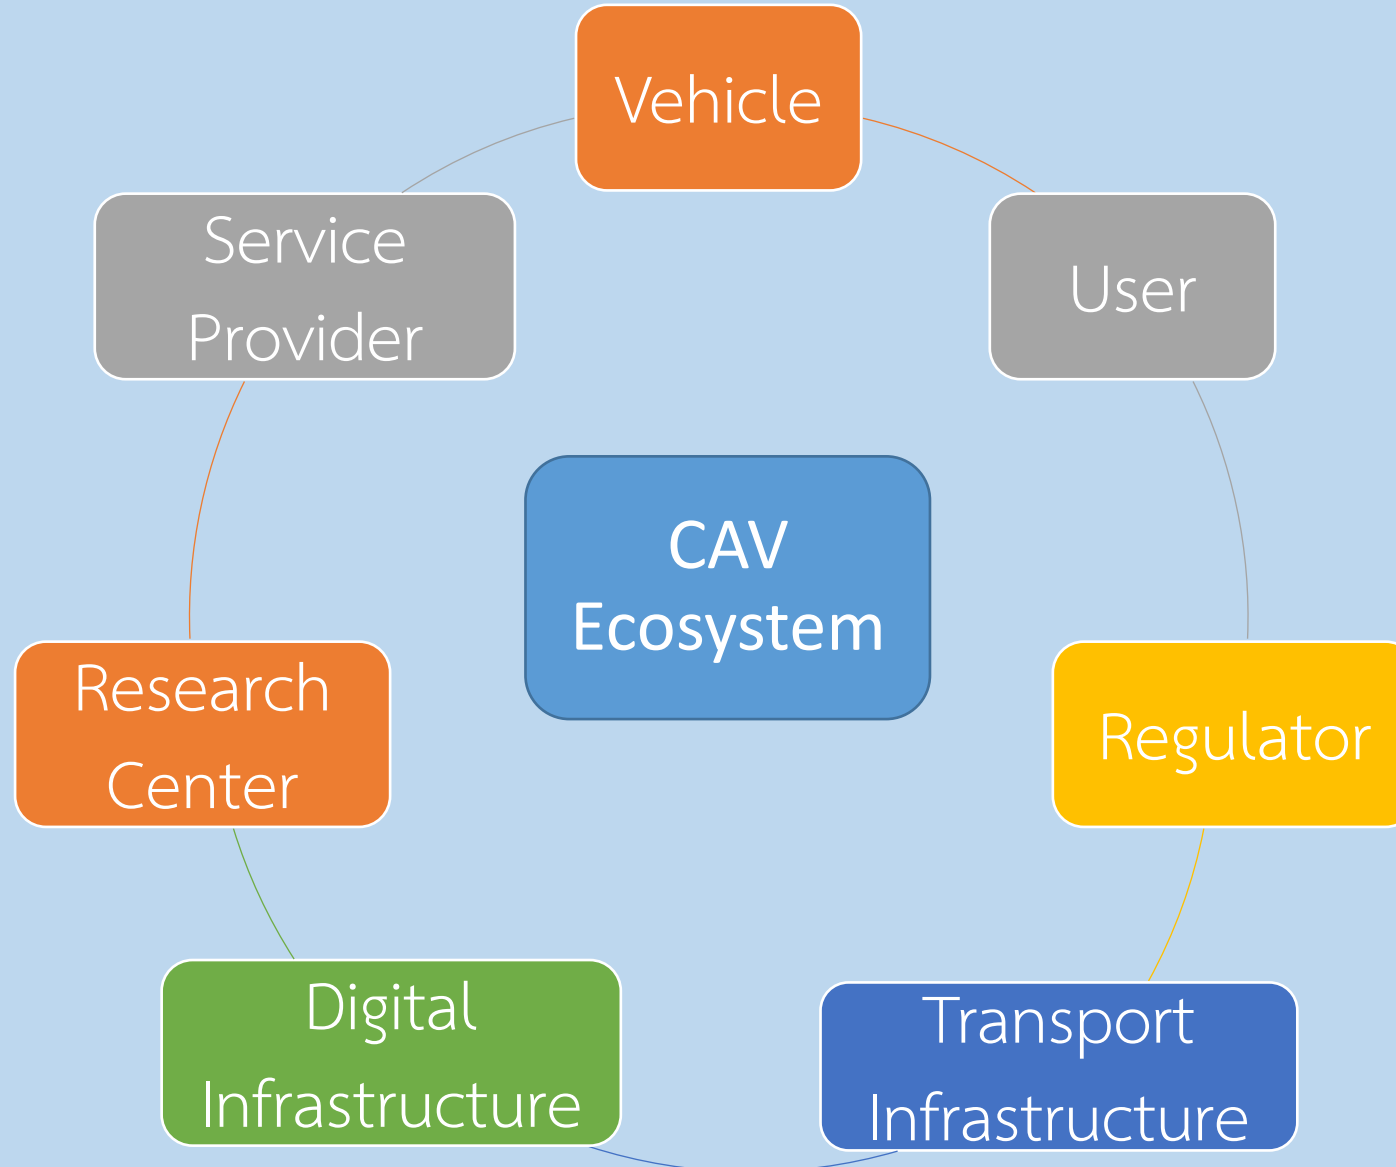 Vehicle
Service
Provider
User
CAV
Ecosystem
Research
Center
Regulator
Digital
Infrastructure
Transport
Infrastructure